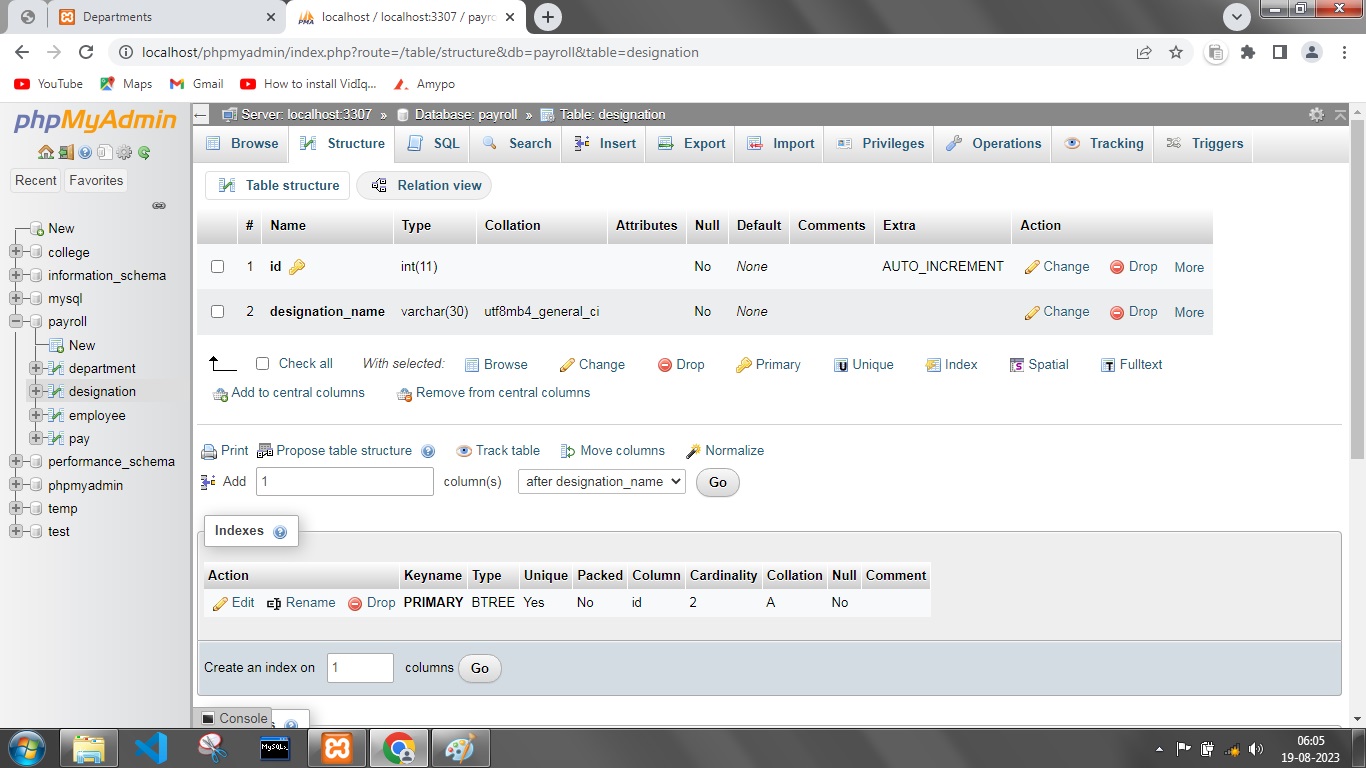 Departments
localhost / localhost:3307 / payro
localhost/phpmyadmin/index.php?route=/table/structure&db=payroll&table=designation
YouTube Maps Gmail How to install VidIq... Amypo
phpMyAdmin
Recent Favorites
New
college
information_schema
mysql
payroll
New
department
designation
employee
pay
performance_schema
phpmyadmin
temp
test
Server: localhost:3307 » Database: payroll » Table: designation
Browse Structure SQL Search Insert Export Import Privileges Operations Tracking Triggers
Table structure Relation view
# Name Type Collation Attributes Null Default Comments Extra Action
1 id int(11) No None AUTO_INCREMENT Change Drop More
2 designation_name varchar(30) utf8mb4_general_ci No None Change Drop More
Check all With selected: Browse Change Drop Primary Unique Index Spatial Fulltext
Add to central columns Remove from central columns
Print Propose table structure Track table Move columns Normalize
Add 1 column(s) after designation_name Go
Indexes
Action Keyname Type Unique Packed Column Cardinality Collation Null Comment
Edit Rename Drop PRIMARY BTREE Yes No id 2 A No
Create an index on 1 columns Go
Console
06:05
19-08-2023